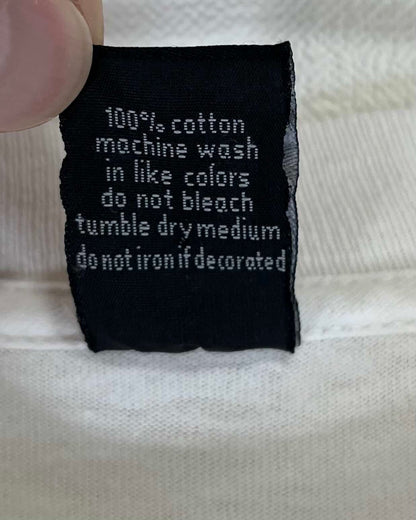 100% cotton
machine wash
in like colors
do not bleach
tumble dry medium
do not iron if decorated